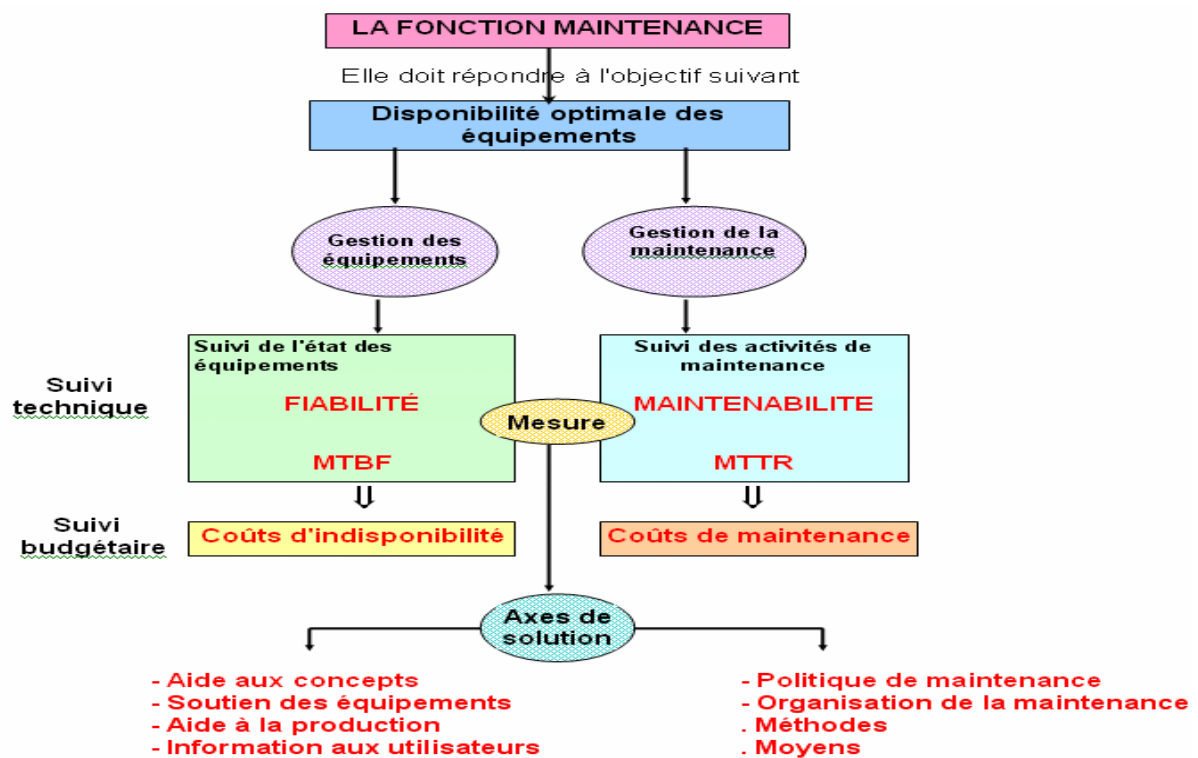 LA FONCTION MAINTENANCE
Elle doit répondre à l'objectif suivant
Disponibilité optimale des
équipements
Gestion des
équipements
Gestion de la
maintenance
Suivi
technique
Suivi de l'état des
équipements
FIABILITÉ
MTBF
Mesure
Suivi des activités de
maintenance
MAINTENABILITE
MTTR
Suivi
budgétaire
Coûts d'indisponibilité
Coûts de maintenance
Axes de
solution
- Aide aux concepts
- Soutien des équipements
- Aide à la production
- Information aux utilisateurs
- Politique de maintenance
- Organisation de la maintenance
. Méthodes
. Moyens